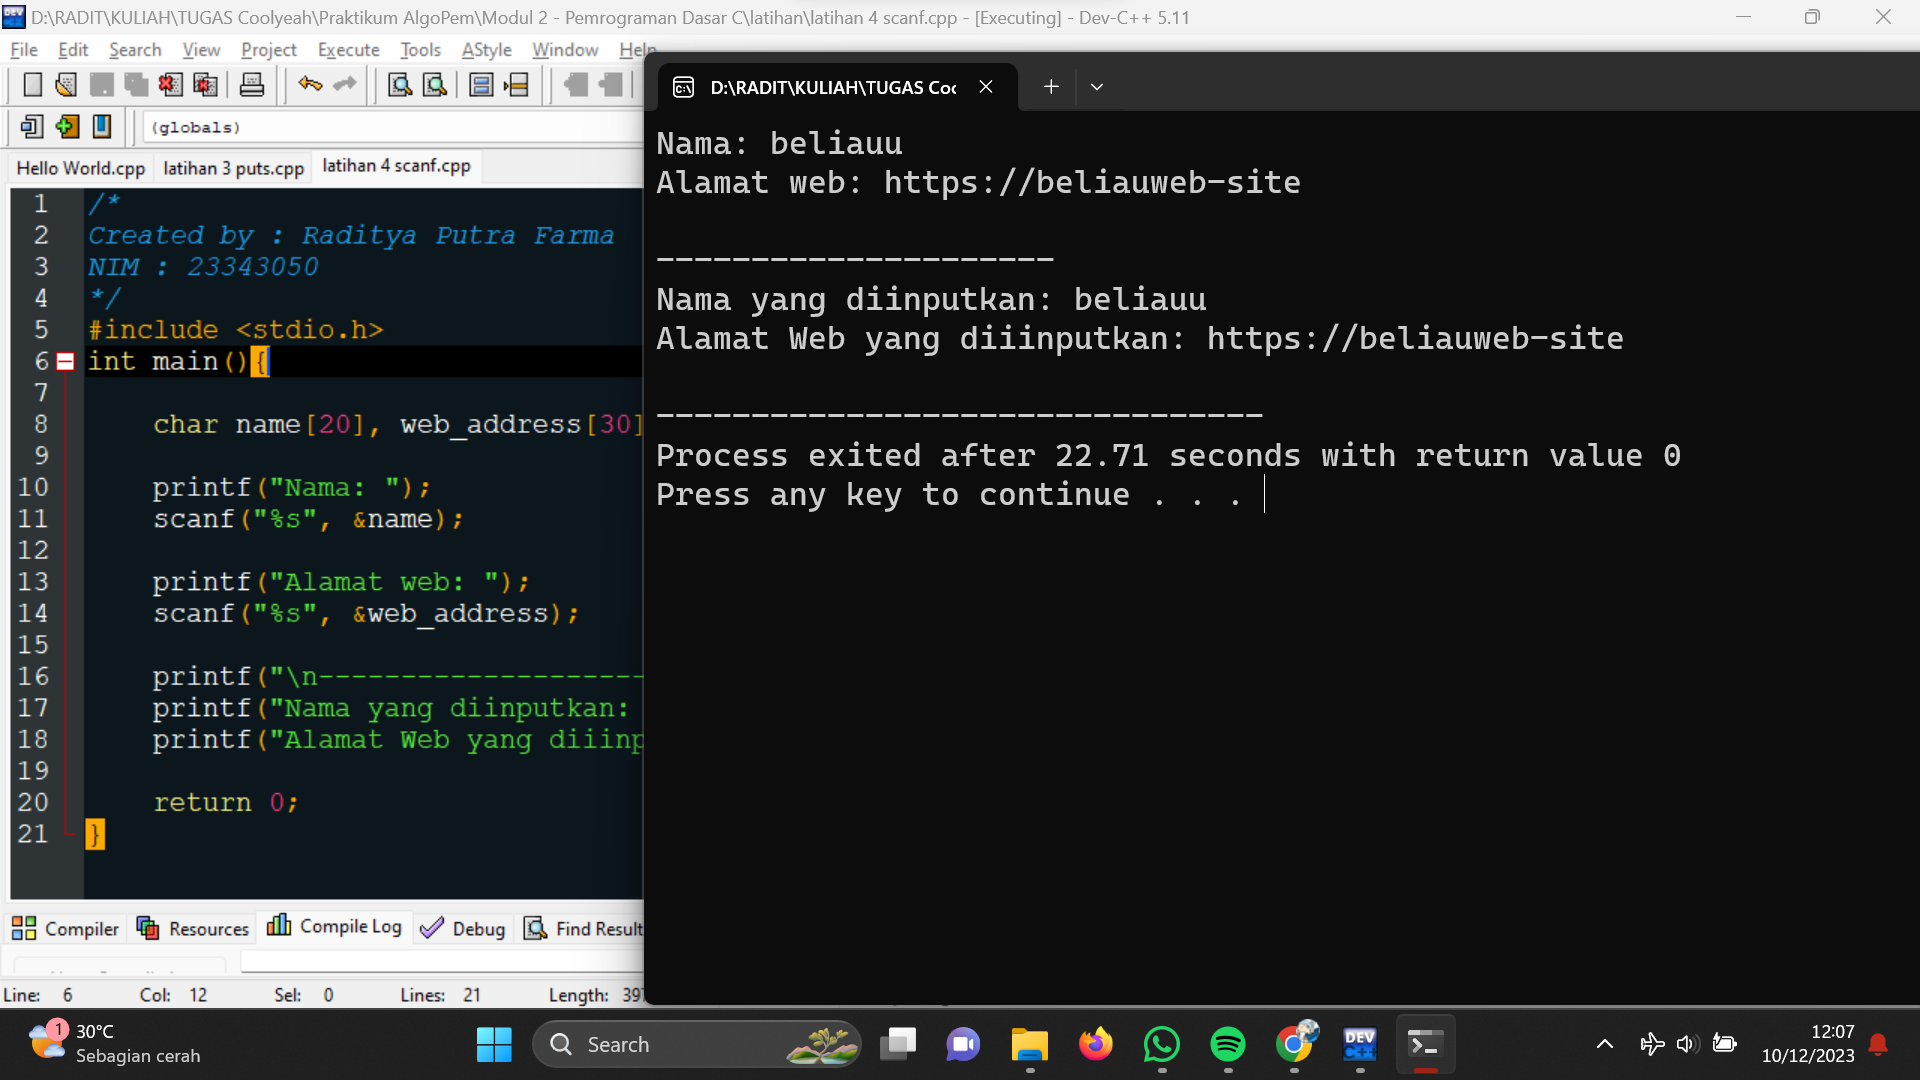 D:\RADIT\KULIAH\TUGAS Coolyeah\Praktikum AlgoPem\Modul 2 - Pemrograman Dasar C\latihan\latihan 4 scanf.cpp - [Executing] - Dev-C++ 5.11
File Edit Search View Project Execute Tools AStyle Window Help
(globals)
Hello World.cpp latihan 3 puts.cpp latihan 4 scanf.cpp
1 /*
2 Created by : Raditya Putra Farma
3 NIM : 23343050
4 */
5 #include <stdio.h>
6 int main(){
7
8 char name[20], web_address[30]
9
10 printf("Nama: ");
11 scanf("%s", &name);
12
13 printf("Alamat web: ");
14 scanf("%s", &web_address);
15
16 printf("\n--------------------
17 printf("Nama yang diinputkan:
18 printf("Alamat Web yang diiinp
19
20 return 0;
21 }
Compiler Resources Compile Log Debug Find Result
Line: 6 Col: 12 Sel: 0 Lines: 21 Length: 397
D:\RADIT\KULIAH\TUGAS Coo
Nama: beliauu
Alamat web: https://beliauweb-site
---------------------
Nama yang diinputkan: beliauu
Alamat Web yang diiinputkan: https://beliauweb-site
--------------------------------
Process exited after 22.71 seconds with return value 0
Press any key to continue . . .
1
30°C
Sebagian cerah
Search
DEV
C++
12:07
10/12/2023